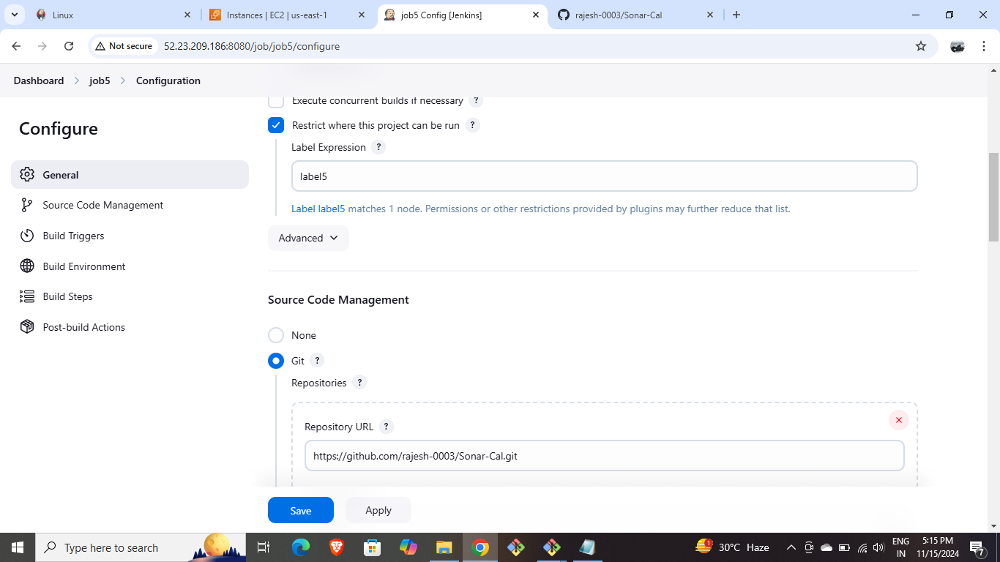 Linux
Instances | EC2 | us-east-1
job5 Config [Jenkins]
rajesh-0003/Sonar-Cal
Not secure
52.23.209.186:8080/job/job5/configure
Dashboard
job5
Configuration
Configure
General
Source Code Management
Build Triggers
Build Environment
Build Steps
Post-build Actions
Execute concurrent builds if necessary ?
Restrict where this project can be run ?
Label Expression ?
label5
Label label5 matches 1 node. Permissions or other restrictions provided by plugins may further reduce that list.
Advanced
Source Code Management
None
Git ?
Repositories ?
Repository URL ?
https://github.com/rajesh-0003/Sonar-Cal.git
Save
Apply
Type here to search
1
30°C Haze
ENG
IN
5:15 PM
11/15/2024
7